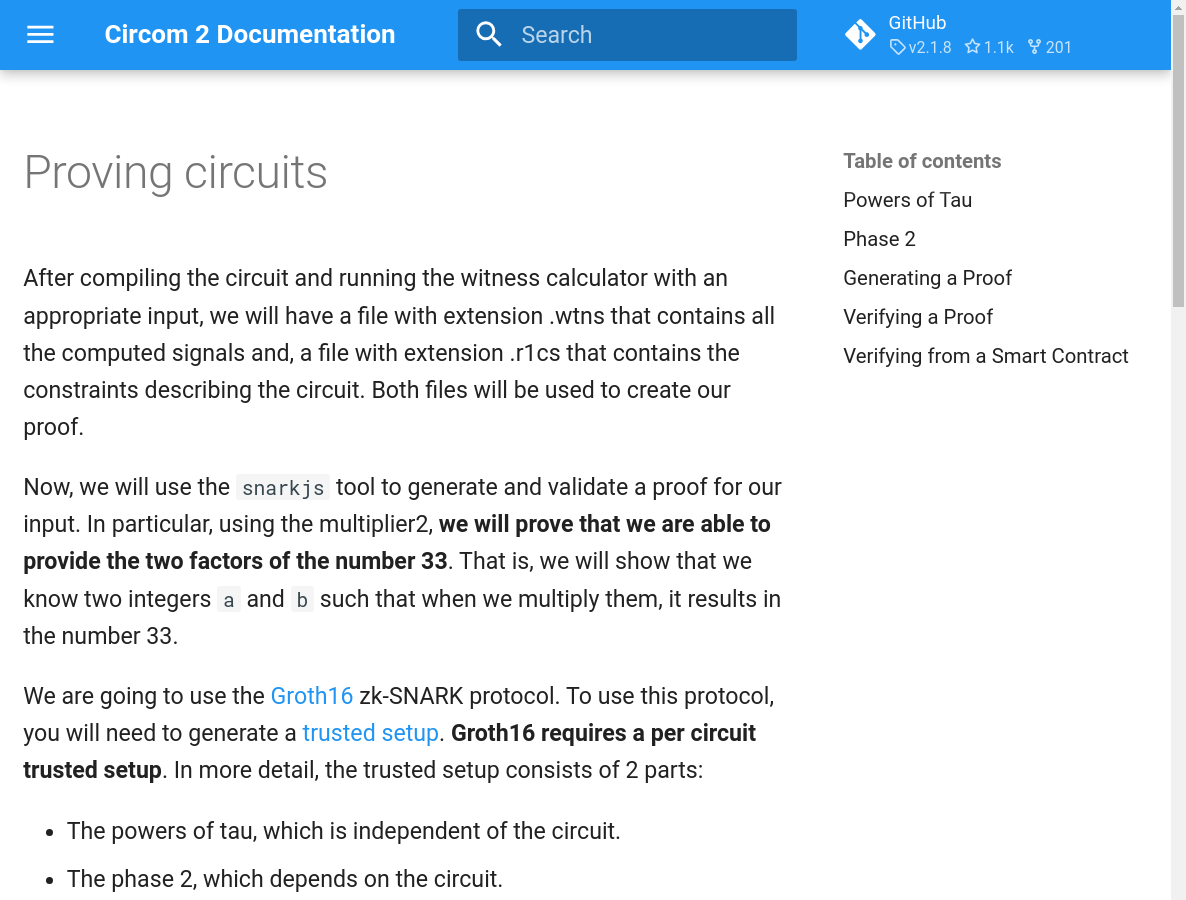 Circom 2 Documentation
Search
GitHub
v2.1.8 1.1k 201
Proving circuits
After compiling the circuit and running the witness calculator with an
appropriate input, we will have a file with extension .wtns that contains all
the computed signals and, a file with extension .r1cs that contains the
constraints describing the circuit. Both files will be used to create our
proof.
Now, we will use the snarkjs tool to generate and validate a proof for our
input. In particular, using the multiplier2, we will prove that we are able to
provide the two factors of the number 33. That is, we will show that we
know two integers a and b such that when we multiply them, it results in
the number 33.
We are going to use the Groth16 zk-SNARK protocol. To use this protocol,
you will need to generate a trusted setup. Groth16 requires a per circuit
trusted setup. In more detail, the trusted setup consists of 2 parts:
• The powers of tau, which is independent of the circuit.
• The phase 2, which depends on the circuit.
Table of contents
Powers of Tau
Phase 2
Generating a Proof
Verifying a Proof
Verifying from a Smart Contract